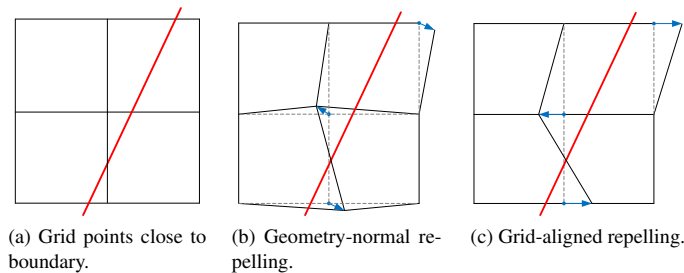 (a) Grid points close to
boundary.
(b) Geometry-normal re-
pelling.
(c) Grid-aligned repelling.